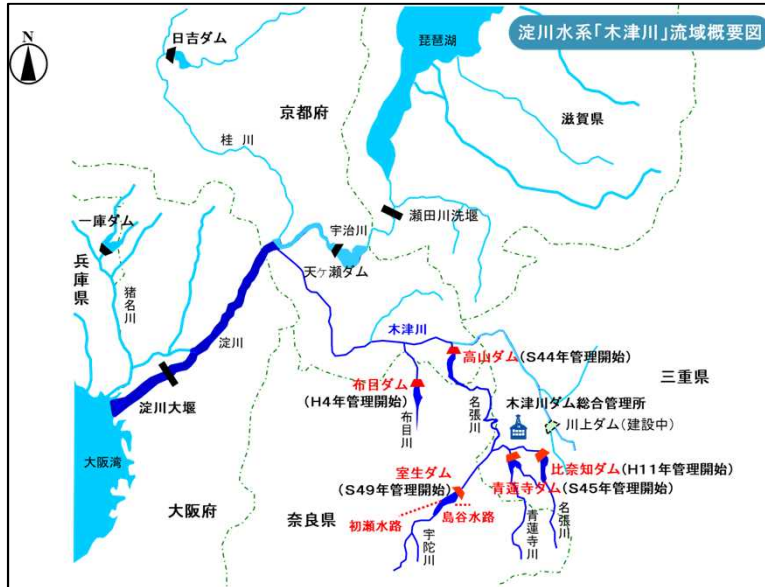 淀川水系「木津川」流域概要図
N
日吉ダム
琵琶湖
京都府
滋賀県
桂川
一庫ダム
瀬田川洗堰
宇治川
天ヶ瀬ダム
兵庫県
猪名川
淀川
木津川
高山ダム(S44年管理開始)
三重県
布目ダム
(H4年管理開始)
布目川
名張川
木津川ダム総合管理所
川上ダム(建設中)
淀川大堰
大阪湾
室生ダム
(S49年管理開始)
比奈知ダム(H11年管理開始)
青蓮寺ダム(S45年管理開始)
大阪府
奈良県
初瀬水路
島谷水路
宇陀川
青蓮寺川
名張川